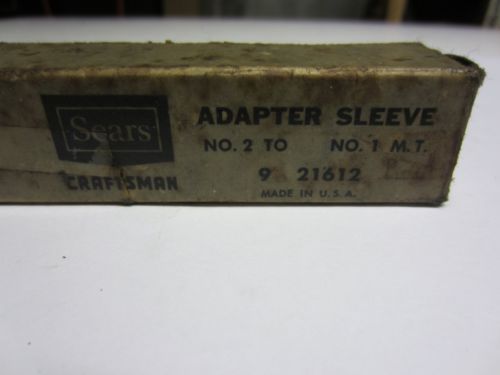 Sears
CRAFTSMAN
ADAPTER SLEEVE
NO. 2 TO NO. 1 M.T.
9 21612
MADE IN U.S.A.